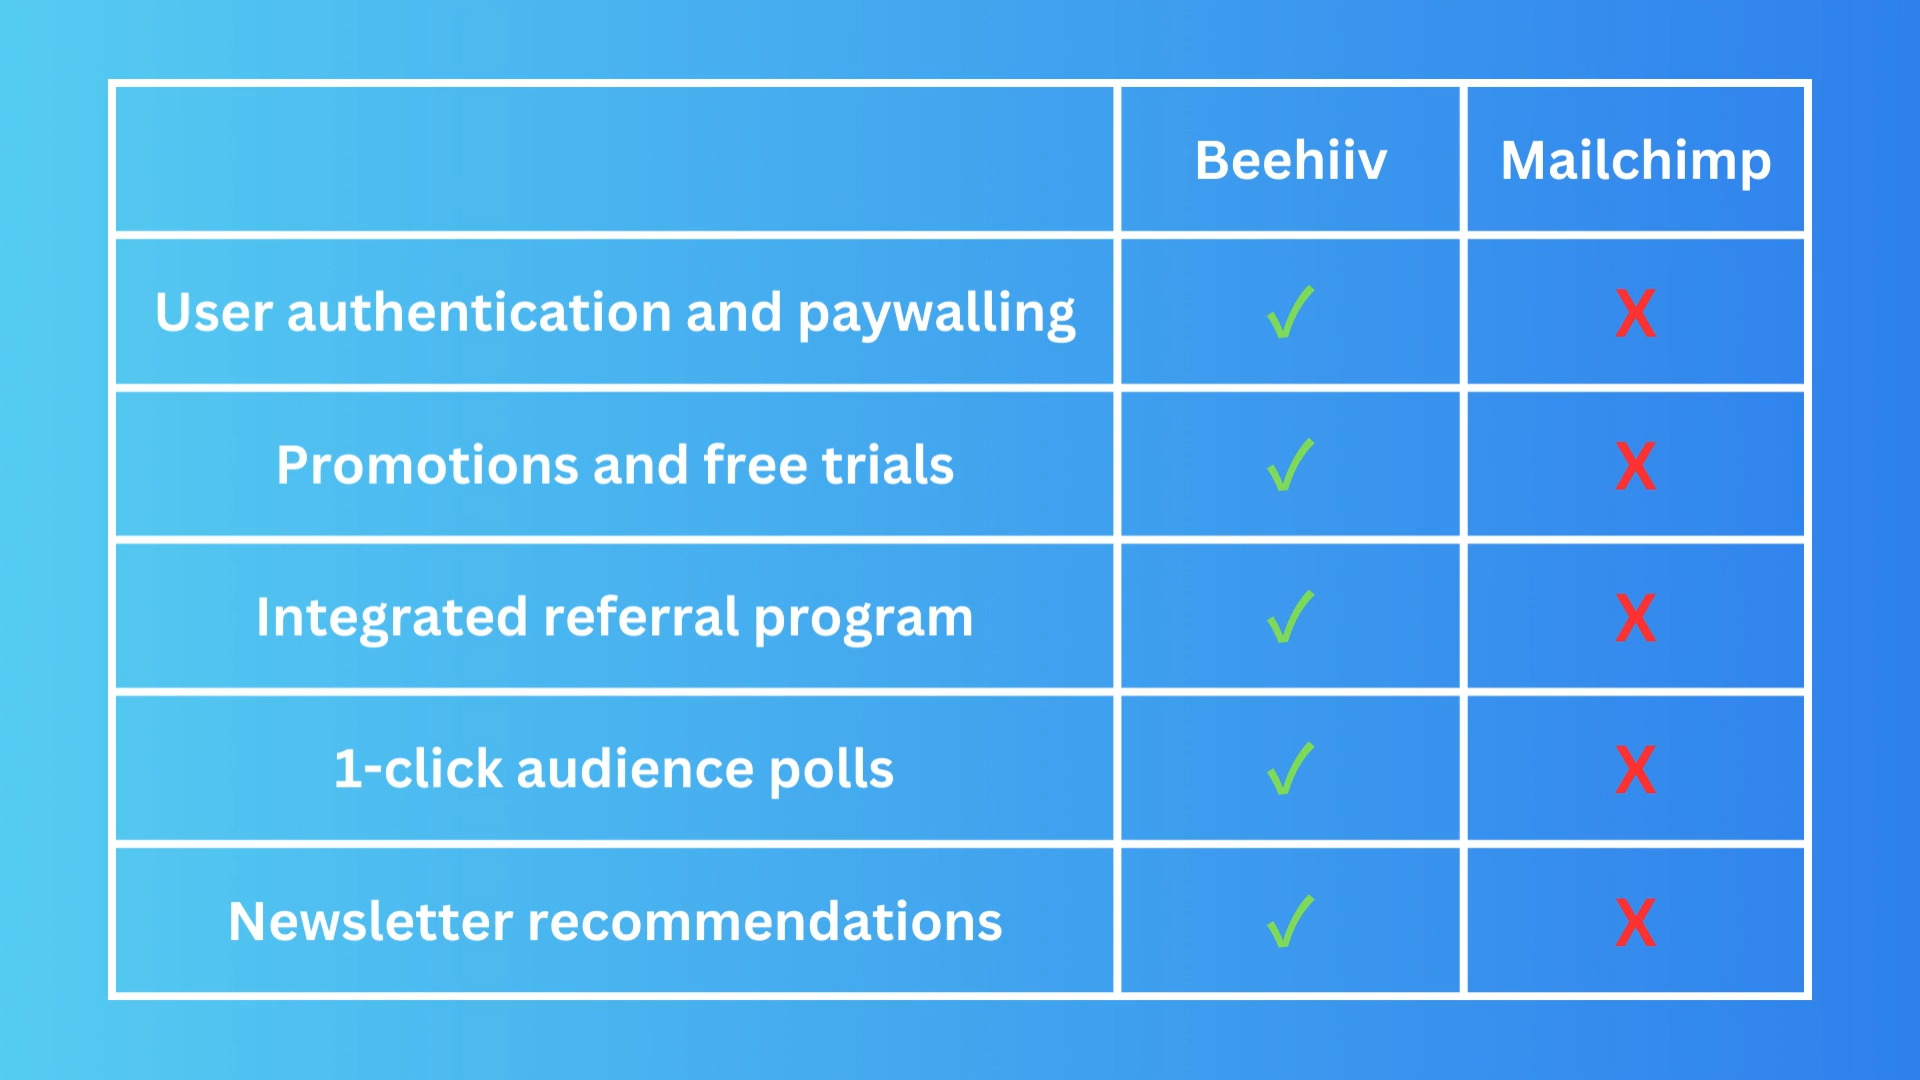 Beehiiv Mailchimp
User authentication and paywalling ✓ X
Promotions and free trials ✓ X
Integrated referral program ✓ X
1-click audience polls ✓ X
Newsletter recommendations ✓ X